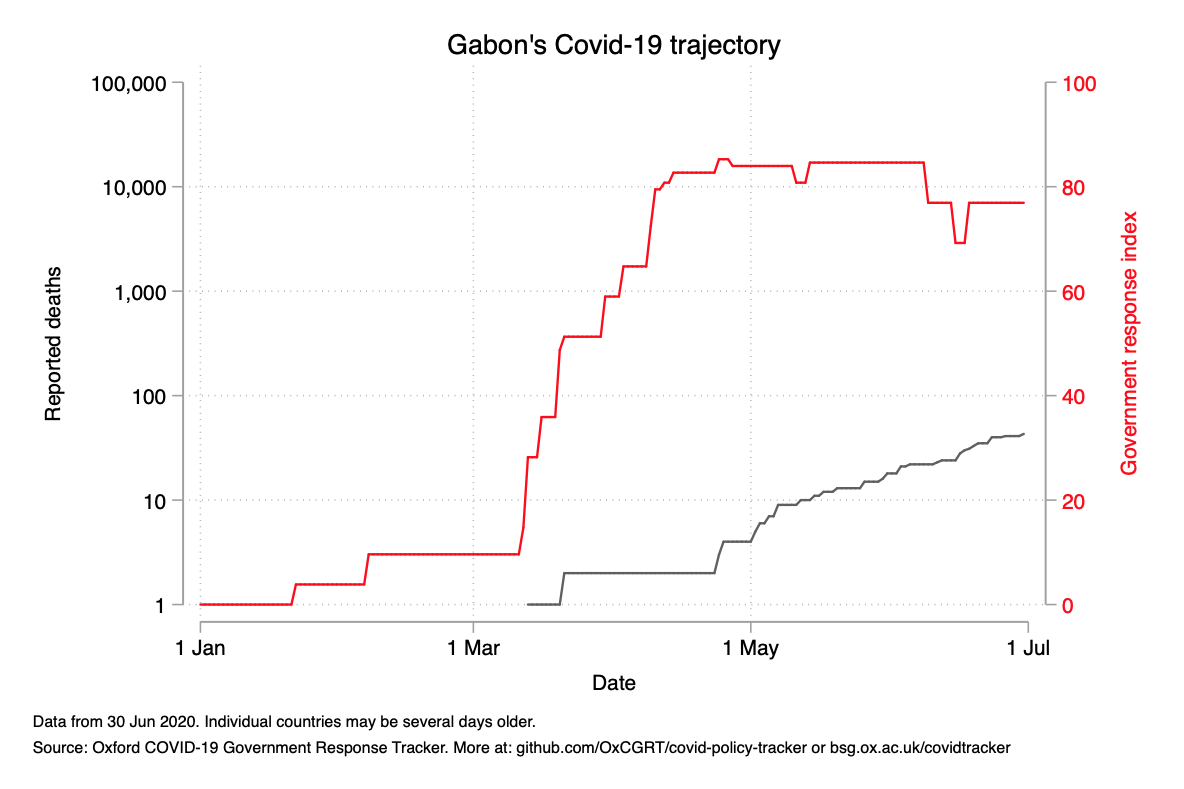 Gabon's Covid-19 trajectory
100,000
10,000
1,000
100
10
1
Reported deaths
100
80
60
40
20
0
Government response index
1 Jan
1 Mar
1 May
1 Jul
Date
Data from 30 Jun 2020. Individual countries may be several days older.
Source: Oxford COVID-19 Government Response Tracker. More at: github.com/OxCGRT/covid-policy-tracker or bsg.ox.ac.uk/covidtracker